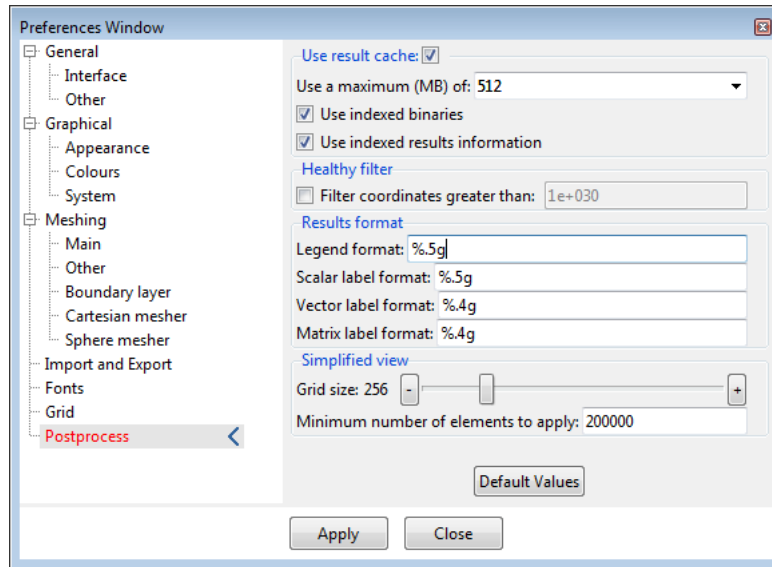 Preferences Window
General
Interface
Other
Graphical
Appearance
Colours
System
Meshing
Main
Other
Boundary layer
Cartesian mesher
Sphere mesher
Import and Export
Fonts
Grid
Postprocess
Use result cache:
Use a maximum (MB) of: 512
Use indexed binaries
Use indexed results information
Healthy filter
Filter coordinates greater than: 1e+030
Results format
Legend format: %.5g
Scalar label format: %.5g
Vector label format: %.4g
Matrix label format: %.4g
Simplified view
Grid size: 256 - +
Minimum number of elements to apply: 200000
Default Values
Apply Close